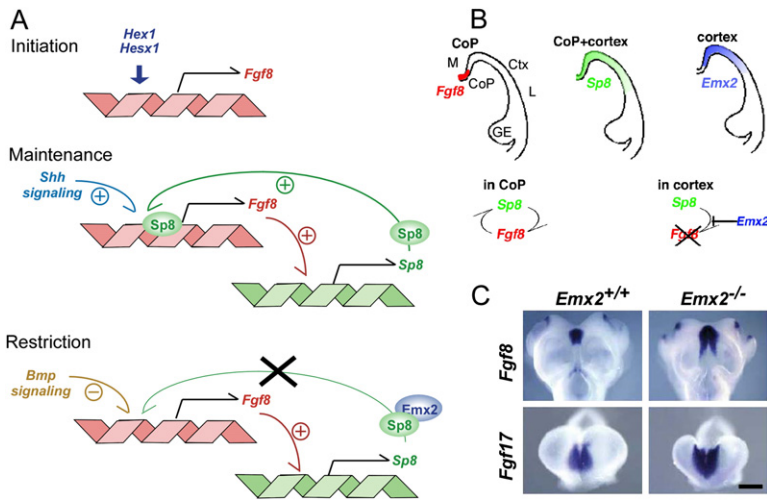 A
Initiation
Hex1
Hesx1
Fgf8
Maintenance
Shh
signaling
+
+
Sp8
Fgf8
+
Sp8
Sp8
Restriction
Bmp
signaling
−
Fgf8
+
Emx2
Sp8
Sp8
B
CoP
M
Ctx
Fgf8
CoP
L
GE
CoP+cortex
Sp8
cortex
Emx2
in CoP
Sp8
Fgf8
in cortex
Sp8
Fgf8
Emx2
C
Emx2+/+
Emx2-/-
Fgf8
Fgf17